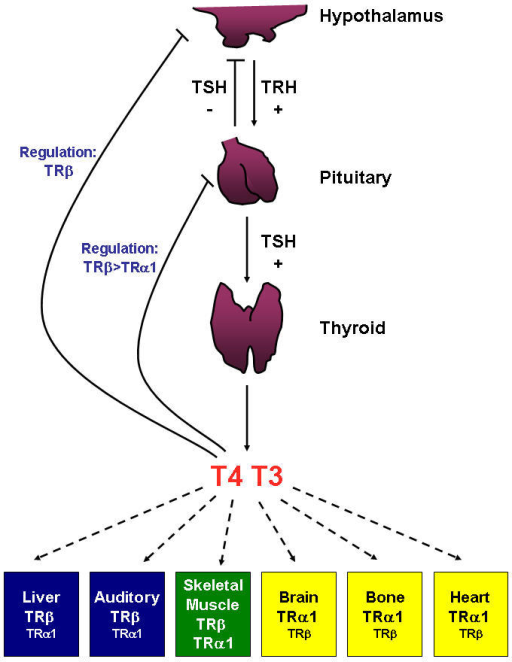 Hypothalamus
TSH
-
TRH
+
Regulation:
TRβ
Pituitary
Regulation:
TRβ>TRα1
TSH
+
Thyroid
T4 T3
Liver
TRβ
TRα1
Auditory
TRβ
TRα1
Skeletal
Muscle
TRβ
TRα1
Brain
TRα1
TRβ
Bone
TRα1
TRβ
Heart
TRα1
TRβ